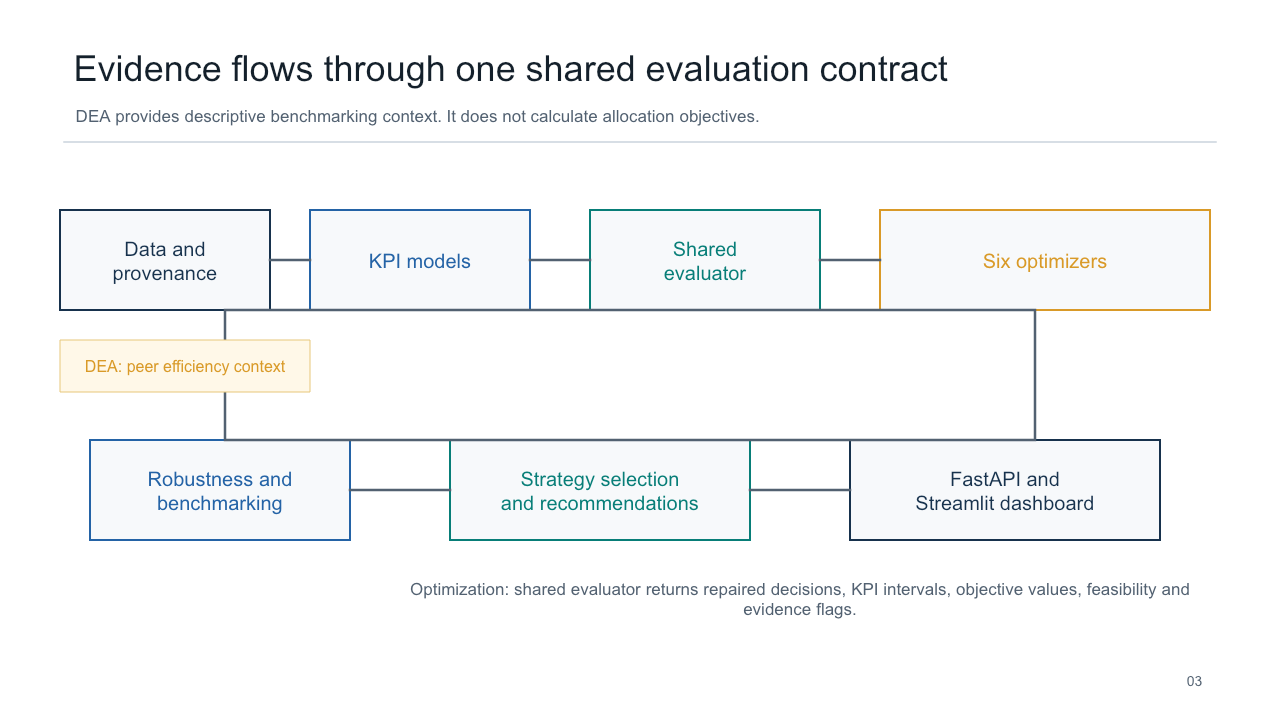 Evidence flows through one shared evaluation contract
DEA provides descriptive benchmarking context. It does not calculate allocation objectives.
Data and
provenance
KPI models
Shared
evaluator
Six optimizers
DEA: peer efficiency context
Robustness and
benchmarking
Strategy selection
and recommendations
FastAPI and
Streamlit dashboard
Optimization: shared evaluator returns repaired decisions, KPI intervals, objective values, feasibility and
evidence flags.
03